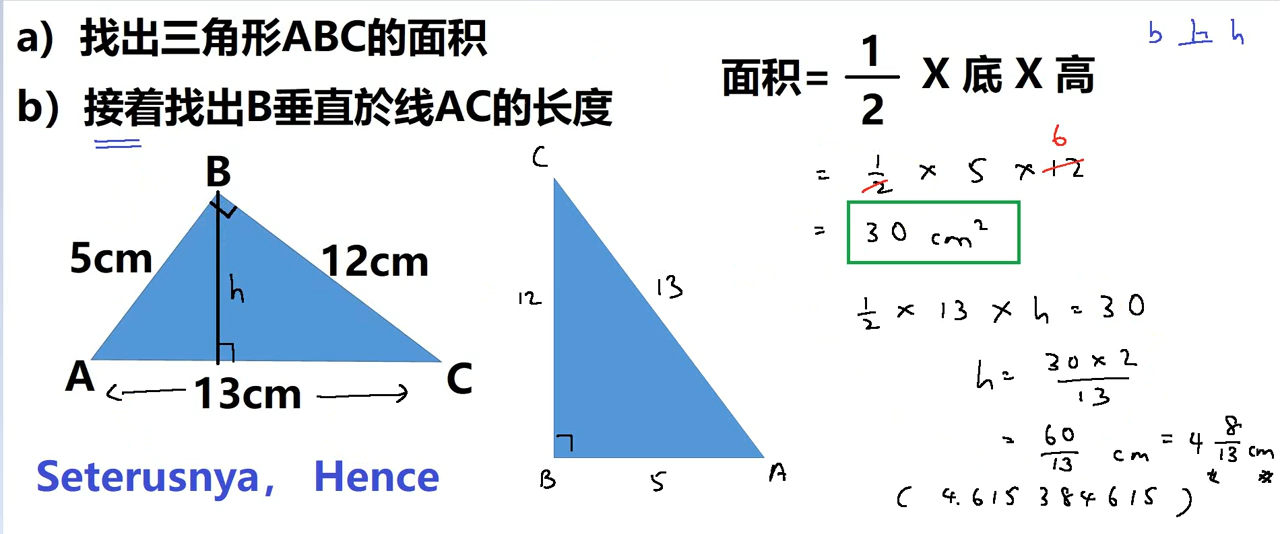 a）找出三角形ABC的面积
b）接着找出B垂直於线AC的长度
B
5cm
12cm
h
A
C
13cm
Seterusnya， Hence
C
12
13
B
5
A
b ⊥ h
面积= 1/2 X 底 X 高
6
= 1/2 × 5 × 12
= 30 cm²
1/2 × 13 × h = 30
h = 30 × 2 / 13
= 60/13 cm = 4 8/13 cm
( 4.615 384 615 )